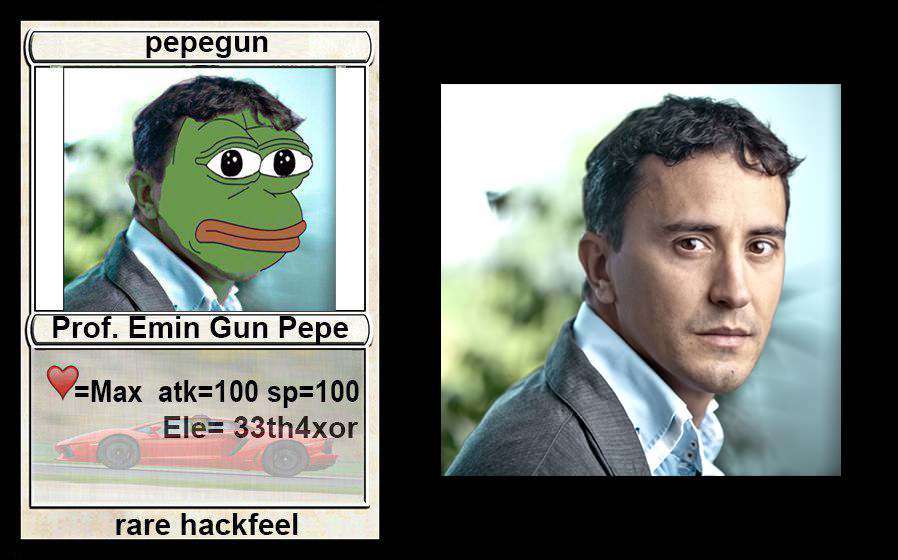 pepegun
Prof. Emin Gun Pepe
=Max atk=100 sp=100
Ele= 33th4xor
rare hackfeel